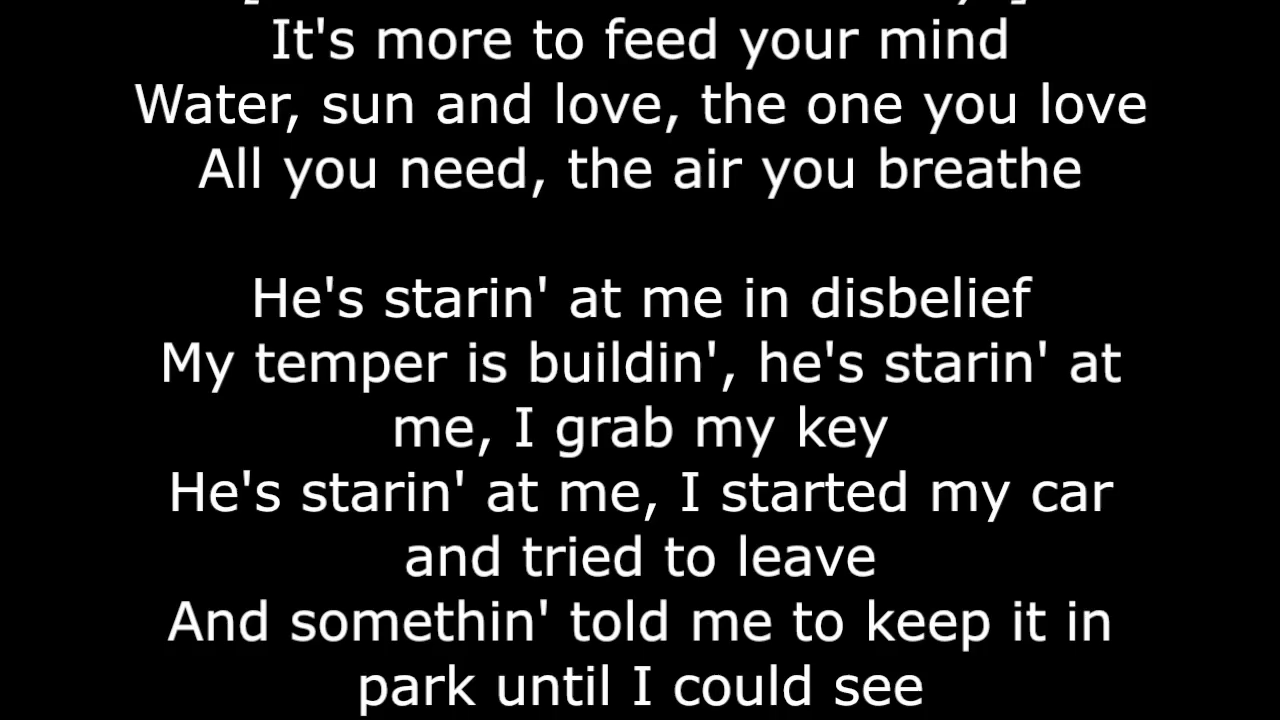 It's more to feed your mind
Water, sun and love, the one you love
All you need, the air you breathe
He's starin' at me in disbelief
My temper is buildin', he's starin' at
me, I grab my key
He's starin' at me, I started my car
and tried to leave
And somethin' told me to keep it in
park until I could see